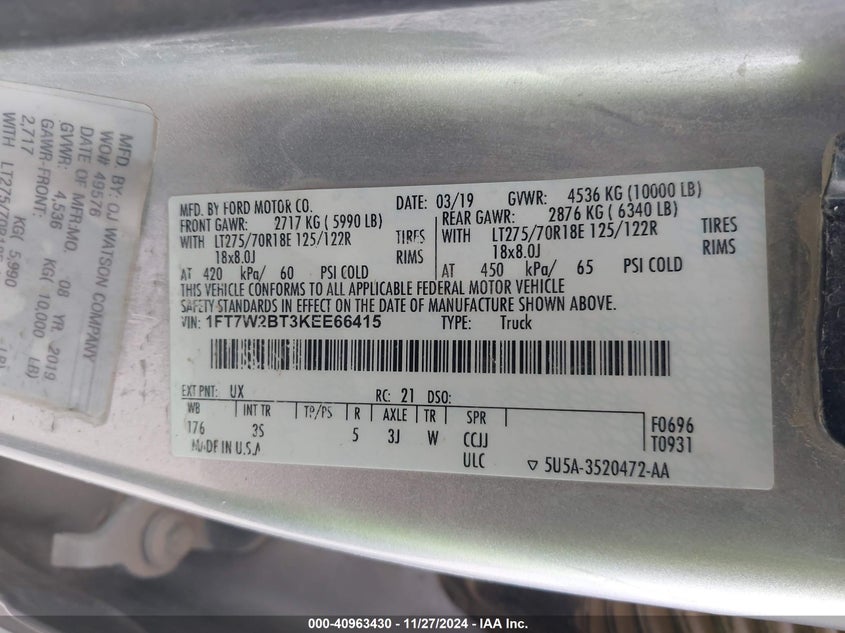 MFD. BY: OJ WATSON COMPANY
WO# 49576
DATE OF MFR:MO. 08 YR. 2019
GVWR: 4,536 KG( 10,000 LB)
GAWR-FRONT:
2,717 KG( 5,990 LB)
WITH LT275/70R18E
MFD. BY FORD MOTOR CO.
DATE: 03/19 GVWR: 4536 KG (10000 LB)
FRONT GAWR: 2717 KG ( 5990 LB) REAR GAWR: 2876 KG ( 6340 LB)
WITH LT275/70R18E 125/122R TIRES WITH LT275/70R18E 125/122R TIRES
18x8.0J RIMS 18x8.0J RIMS
AT 420 kPa/ 60 PSI COLD AT 450 kPa/ 65 PSI COLD
THIS VEHICLE CONFORMS TO ALL APPLICABLE FEDERAL MOTOR VEHICLE
SAFETY STANDARDS IN EFFECT ON THE DATE OF MANUFACTURE SHOWN ABOVE.
VIN: 1FT7W2BT3KEE66415 TYPE: Truck
EXT PNT: UX RC: 21 DSO:
WB INT TR TP/PS R AXLE TR SPR
176 3S 5 3J W CCJJ
ULC
F0696
T0931
MADE IN U.S.A
▽ 5U5A-3520472-AA
000-40963430 - 11/27/2024 - IAA, Inc.